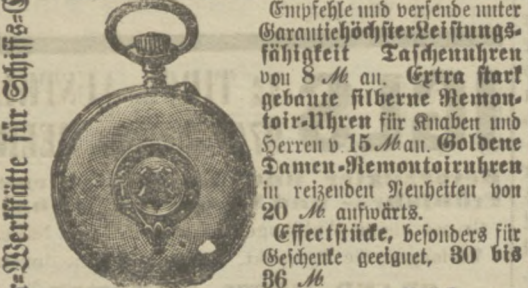 r-Werkstätte für Schiffs-C
Empfehle und versende unter
Garantie höchster Leistungs-
fähigkeit Taschenuhren
von 8 ℳ an. Extra stark
gebaute silberne Remon-
toir-Uhren für Knaben und
Herren v. 15 ℳ an. Goldene
Damen-Remontoiruhren
in reizenden Neuheiten von
20 ℳ aufwärts.
Effectstücke, besonders für
Geschenke geeignet, 30 bis
36 ℳ